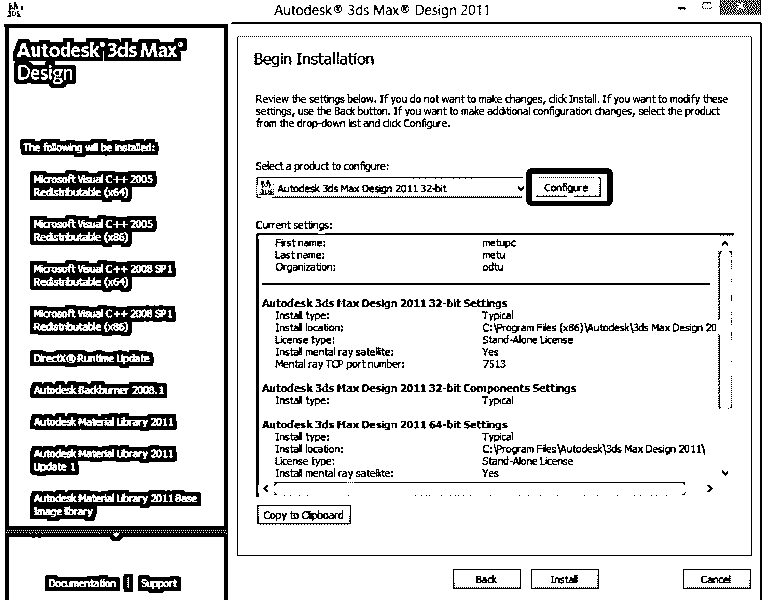 Autodesk® 3ds Max® Design 2011
Autodesk® 3ds Max®
Design
The following will be installed:
Microsoft Visual C++ 2005
Redistributable (x64)
Microsoft Visual C++ 2005
Redistributable (x86)
Microsoft Visual C++ 2008 SP1
Redistributable (x64)
Microsoft Visual C++ 2008 SP1
Redistributable (x86)
DirectX® Runtime Update
Autodesk Backburner 2008.1
Autodesk Material Library 2011
Autodesk Material Library 2011
Update 1
Autodesk Material Library 2011 Base
Image library
Documentation | Support
Begin Installation
Review the settings below. If you do not want to make changes, click Install. If you want to modify these
settings, use the Back button. If you want to make additional configuration changes, select the product
from the drop-down list and click Configure.
Select a product to configure:
Autodesk 3ds Max Design 2011 32-bit
Configure
Current settings:
First name: metupc
Last name: metu
Organization: odtu
Autodesk 3ds Max Design 2011 32-bit Settings
Install type: Typical
Install location: C:\Program Files (x86)\Autodesk\3ds Max Design 20
License type: Stand-Alone License
Install mental ray satellite: Yes
Mental ray TCP port number: 7513
Autodesk 3ds Max Design 2011 32-bit Components Settings
Install type: Typical
Autodesk 3ds Max Design 2011 64-bit Settings
Install type: Typical
Install location: C:\Program Files\Autodesk\3ds Max Design 2011\
License type: Stand-Alone License
Install mental ray satellite: Yes
Copy to Clipboard
Back
Install
Cancel